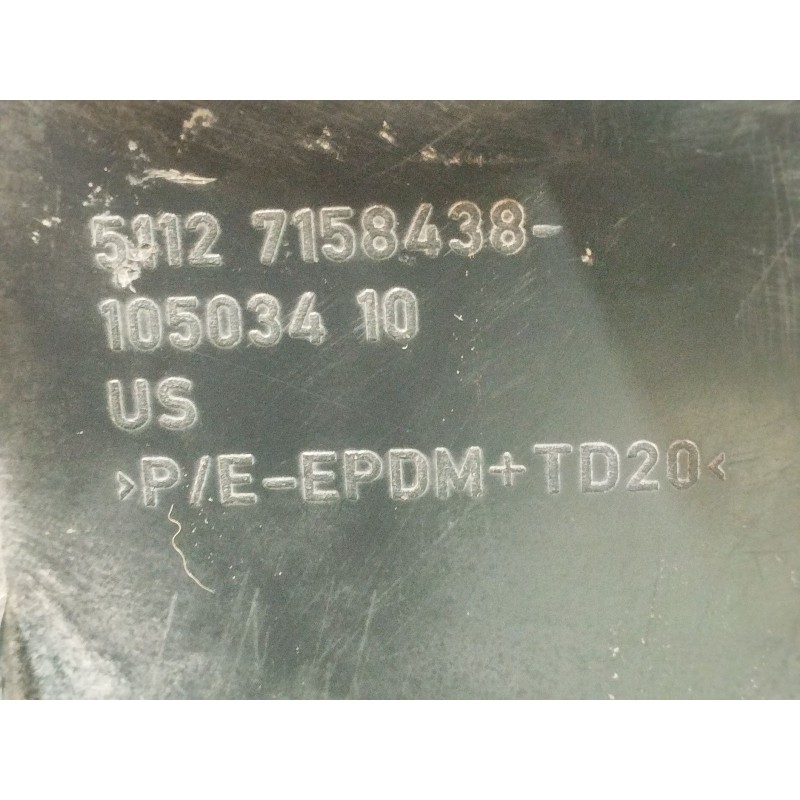 5112 7158438-
105034 10
US
>P/E-EPDM+TD20<